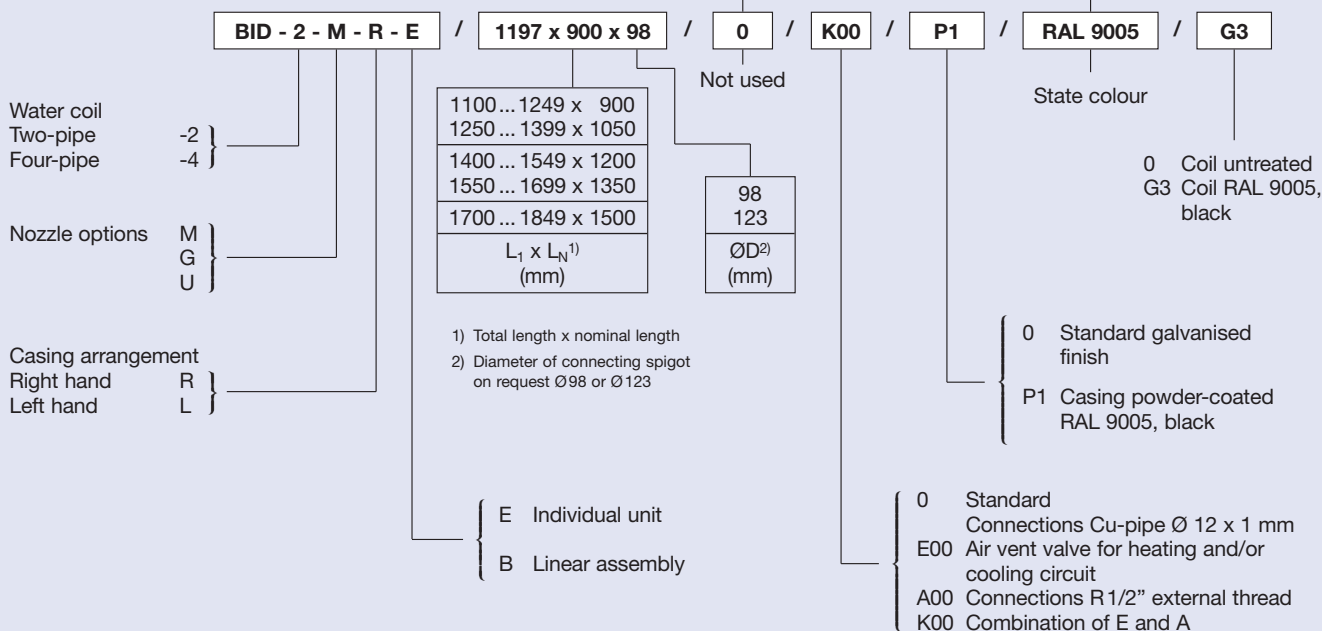 BID - 2 - M - R - E / 1197 x 900 x 98 / 0 / K00 / P1 / RAL 9005 / G3
Not used
State colour
Water coil
Two-pipe -2
Four-pipe -4
Nozzle options M
G
U
Casing arrangement
Right hand R
Left hand L
1100 ... 1249 x 900
1250 ... 1399 x 1050
1400 ... 1549 x 1200
1550 ... 1699 x 1350
1700 ... 1849 x 1500
L₁ x L_N¹⁾
(mm)
98
123
ØD²⁾
(mm)
1) Total length x nominal length
2) Diameter of connecting spigot
on request Ø98 or Ø123
0 Coil untreated
G3 Coil RAL 9005,
black
0 Standard galvanised
finish
P1 Casing powder-coated
RAL 9005, black
E Individual unit
B Linear assembly
0 Standard
Connections Cu-pipe Ø 12 x 1 mm
E00 Air vent valve for heating and/or
cooling circuit
A00 Connections R1/2” external thread
K00 Combination of E and A